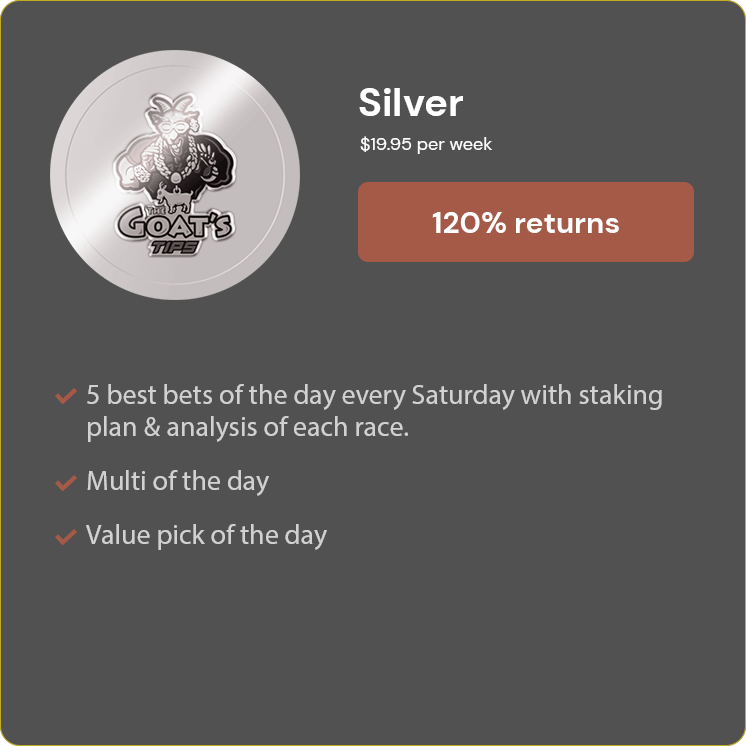 THE
GOAT'S
TIPS
Silver
$19.95 per week
120% returns
5 best bets of the day every Saturday with staking
plan & analysis of each race.
Multi of the day
Value pick of the day